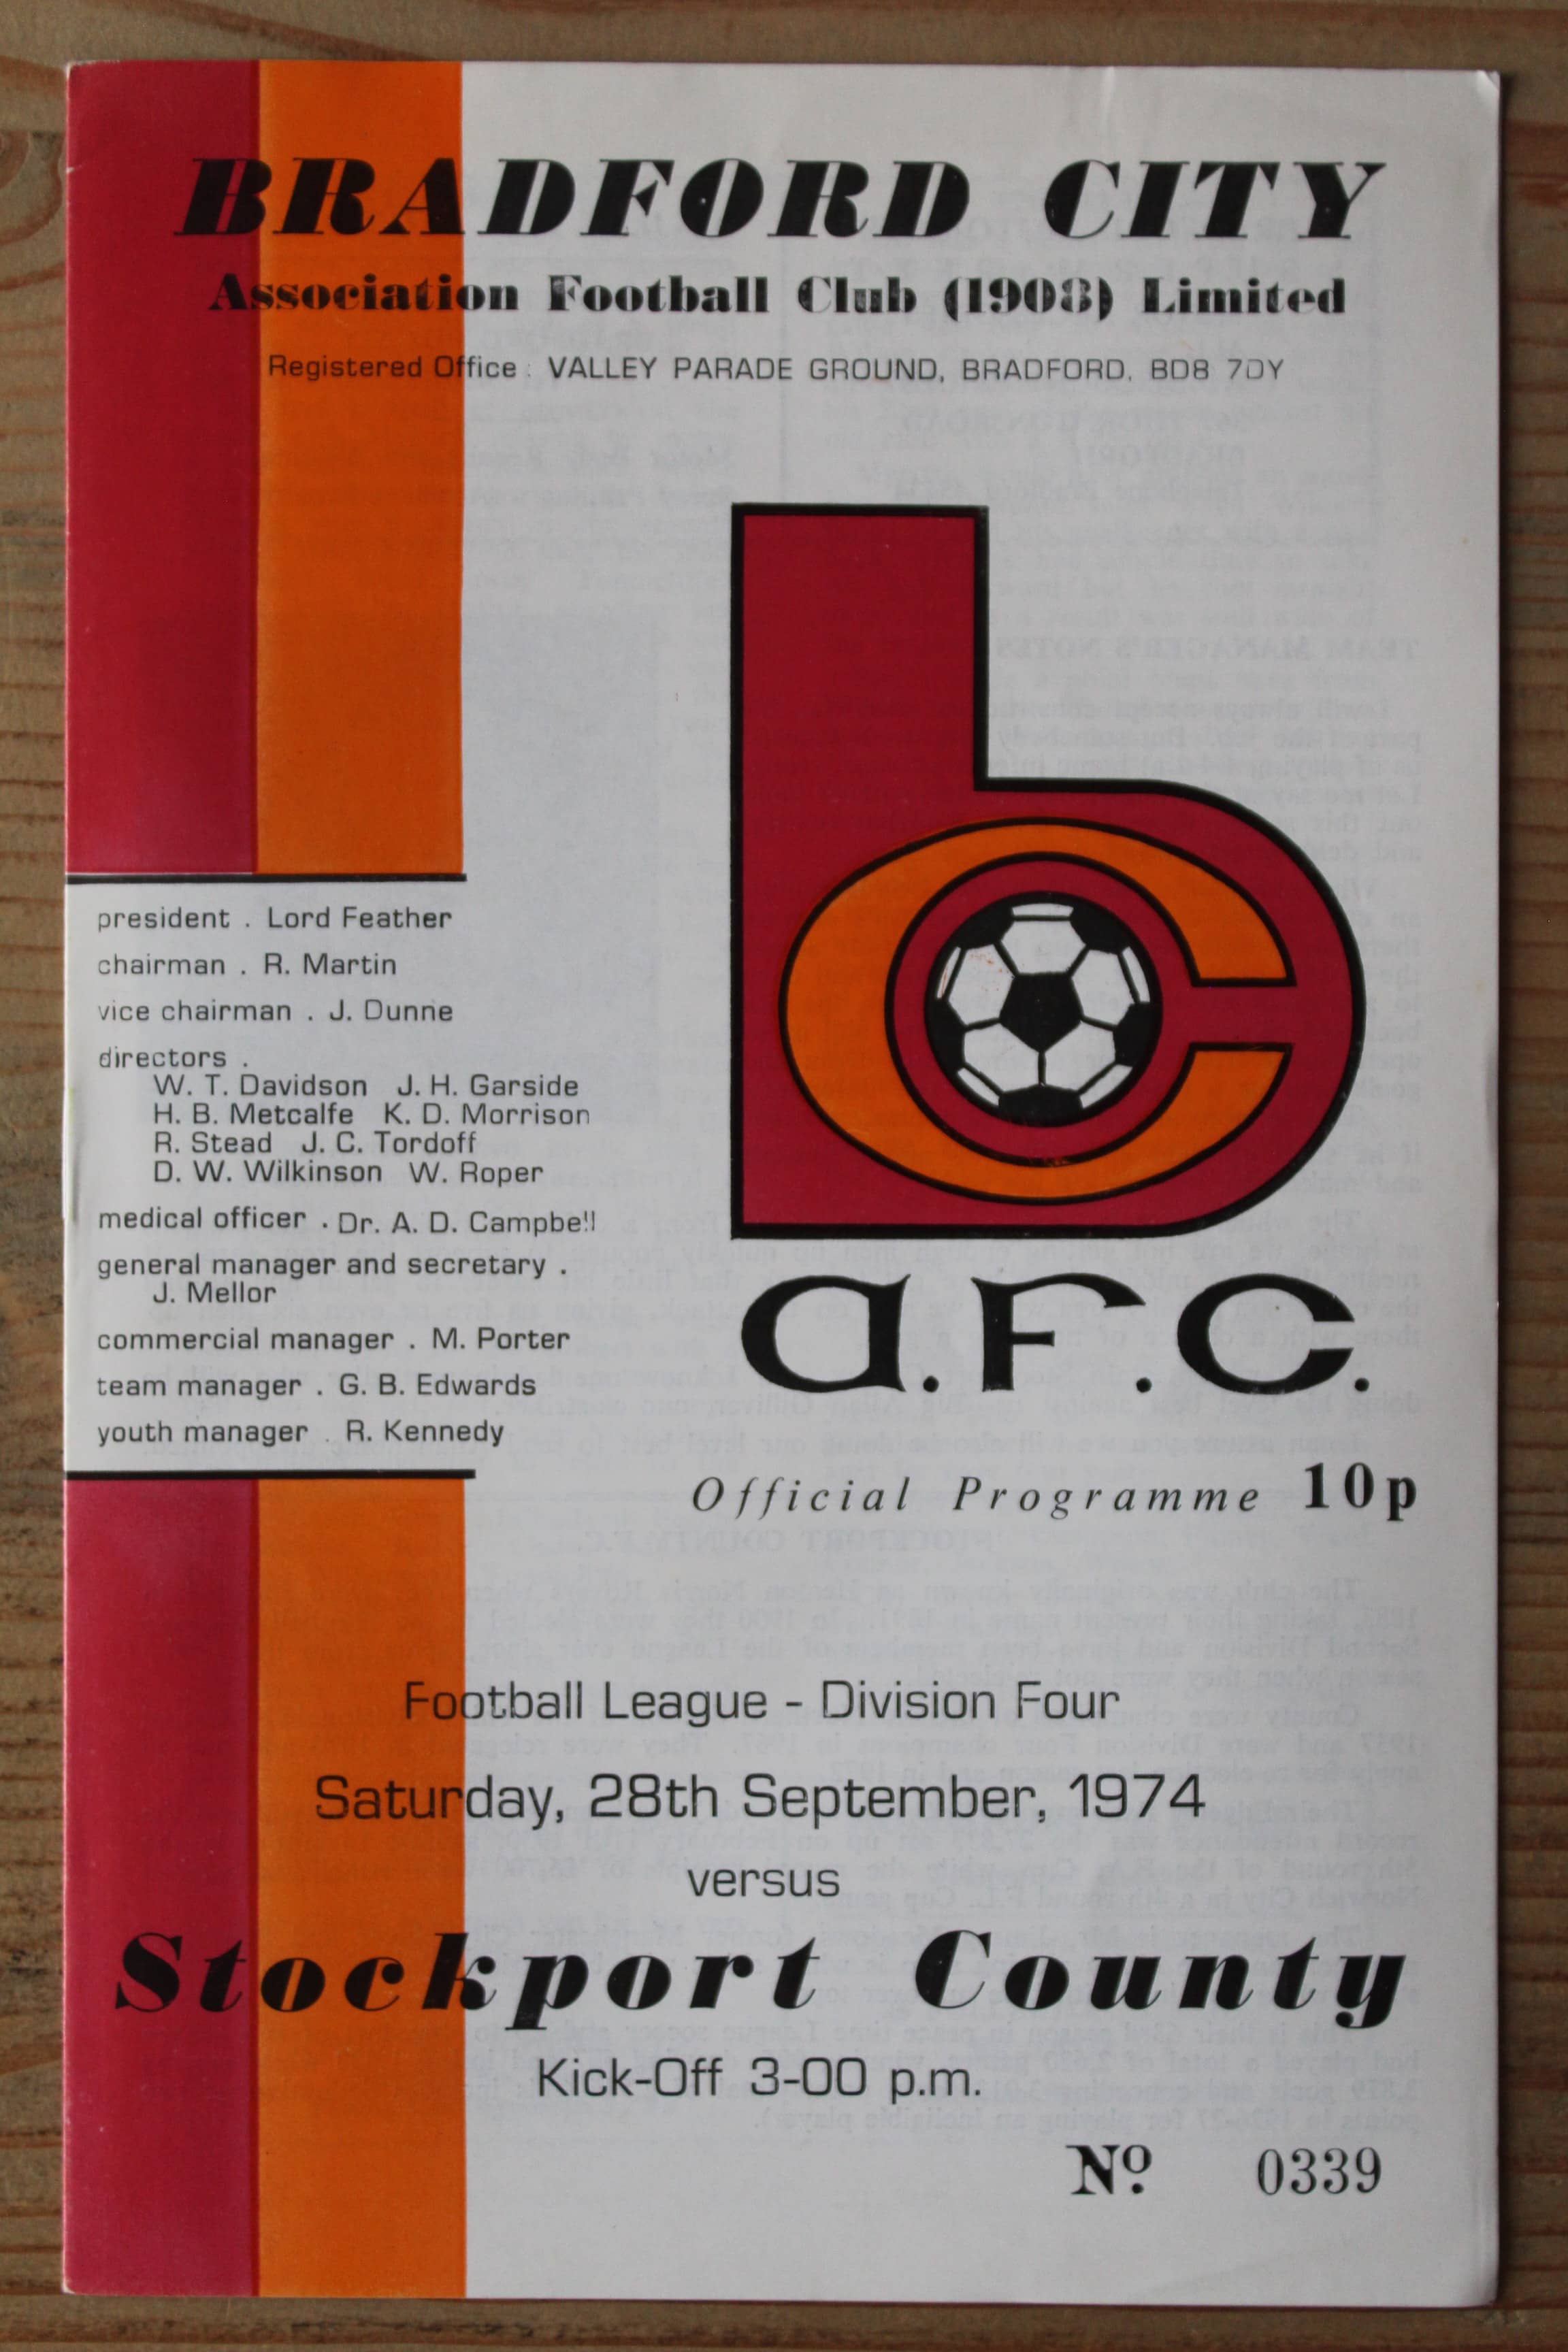 BRADFORD CITY
Association Football Club (1908) Limited
Registered Office : VALLEY PARADE GROUND, BRADFORD, BD8 7DY
president . Lord Feather
chairman . R. Martin
vice chairman . J. Dunne
directors .
W. T. Davidson J. H. Garside
H. B. Metcalfe K. D. Morrison
R. Stead J. C. Tordoff
D. W. Wilkinson W. Roper
medical officer . Dr. A. D. Campbell
general manager and secretary .
J. Mellor
commercial manager . M. Porter
team manager . G. B. Edwards
youth manager . R. Kennedy
bc
a.F.C.
Official Programme 10p
Football League - Division Four
Saturday, 28th September, 1974
versus
Stockport County
Kick-Off 3-00 p.m.
Nº. 0339